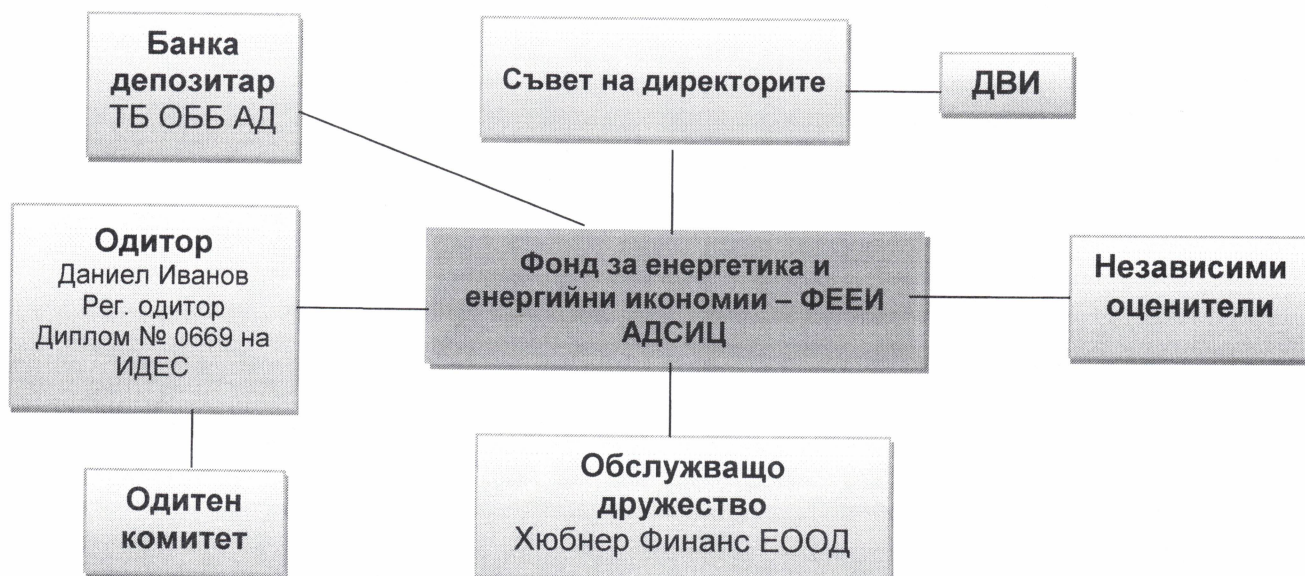 Банка
депозитар
ТБ ОББ АД
Съвет на директорите
ДВИ
Одитор
Даниел Иванов
Рег. одитор
Диплом № 0669 на
ИДЕС
Фонд за енергетика и
енергийни икономии – ФЕЕИ
АДСИЦ
Независими
оценители
Одитен
комитет
Обслужващо
дружество
Хюбнер Финанс ЕООД